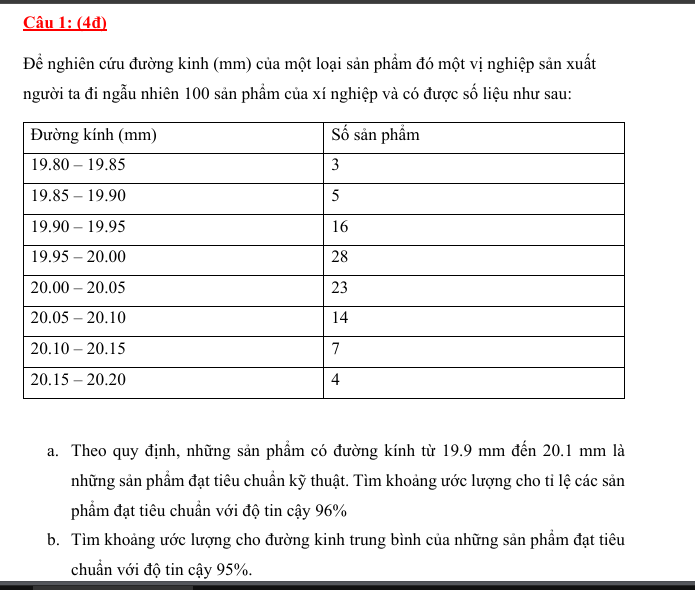 Câu 1: (4đ)
Để nghiên cứu đường kinh (mm) của một loại sản phẩm đó một vị nghiệp sản xuất
người ta đi ngẫu nhiên 100 sản phẩm của xí nghiệp và có được số liệu như sau:
Đường kính (mm) Số sản phẩm
19.80 – 19.85 3
19.85 – 19.90 5
19.90 – 19.95 16
19.95 – 20.00 28
20.00 – 20.05 23
20.05 – 20.10 14
20.10 – 20.15 7
20.15 – 20.20 4
a. Theo quy định, những sản phẩm có đường kính từ 19.9 mm đến 20.1 mm là
những sản phẩm đạt tiêu chuẩn kỹ thuật. Tìm khoảng ước lượng cho tỉ lệ các sản
phẩm đạt tiêu chuẩn với độ tin cậy 96%
b. Tìm khoảng ước lượng cho đường kinh trung bình của những sản phẩm đạt tiêu
chuẩn với độ tin cậy 95%.